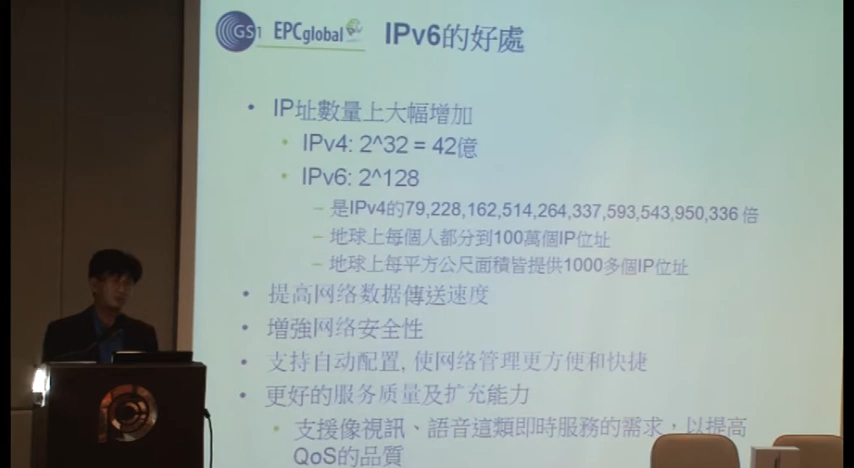 GS1 EPCglobal IPv6的好處
• IP址數量上大幅增加
• IPv4: 2^32 = 42億
• IPv6: 2^128
– 是IPv4的79,228,162,514,264,337,593,543,950,336 倍
– 地球上每個人都分到100萬個IP位址
– 地球上每平方公尺面積皆提供1000多個IP位址
• 提高网络数据傳送速度
• 增強网络安全性
• 支持自动配置, 使网络管理更方便和快捷
• 更好的服务质量及扩充能力
• 支援像視訊、語音這類即時服務的需求，以提高
QoS的品質